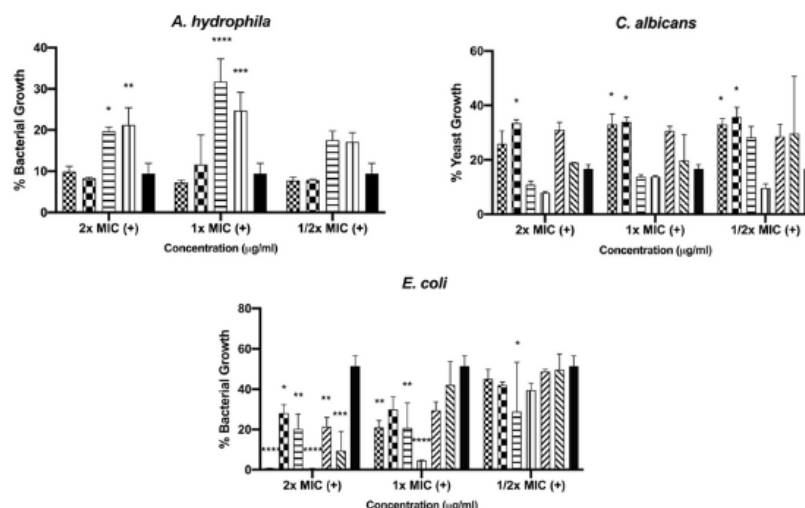 A. hydrophila
% Bacterial Growth
40
30
20
10
0
* ** **** ***
2x MIC (+) 1x MIC (+) 1/2x MIC (+)
Concentration (µg/ml)
C. albicans
% Yeast Growth
60
40
20
0
* * * * *
2x MIC (+) 1x MIC (+) 1/2x MIC (+)
Concentration (µg/ml)
E. coli
% Bacterial Growth
80
60
40
20
0
**** * ** **** ** *** ** ** **** *
2x MIC (+) 1x MIC (+) 1/2x MIC (+)
Concentration (µg/ml)